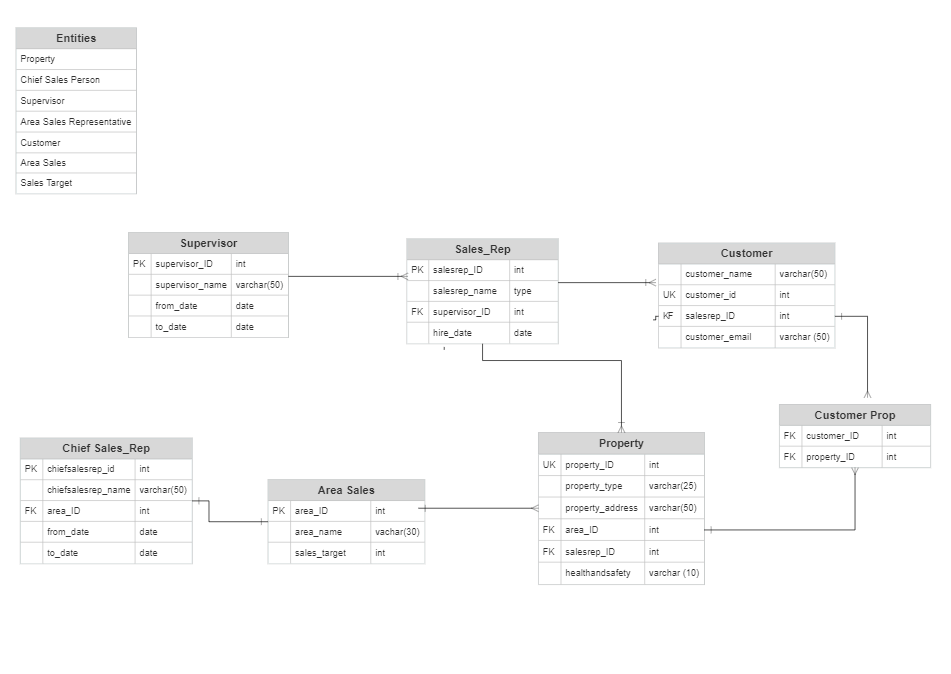 Entities
Property
Chief Sales Person
Supervisor
Area Sales Representative
Customer
Area Sales
Sales Target
Supervisor
PK supervisor_ID int
supervisor_name varchar(50)
from_date date
to_date date
Sales_Rep
PK salesrep_ID int
salesrep_name type
FK supervisor_ID int
hire_date date
Customer
customer_name varchar(50)
UK customer_id int
KF salesrep_ID int
customer_email varchar (50)
Customer Prop
FK customer_ID int
FK property_ID int
Chief Sales_Rep
PK chiefsalesrep_id int
chiefsalesrep_name varchar(50)
FK area_ID int
from_date date
to_date date
Area Sales
PK area_ID int
area_name vachar(30)
sales_target int
Property
UK property_ID int
property_type varchar(25)
property_address varchar(50)
FK area_ID int
FK salesrep_ID int
healthandsafety varchar (10)